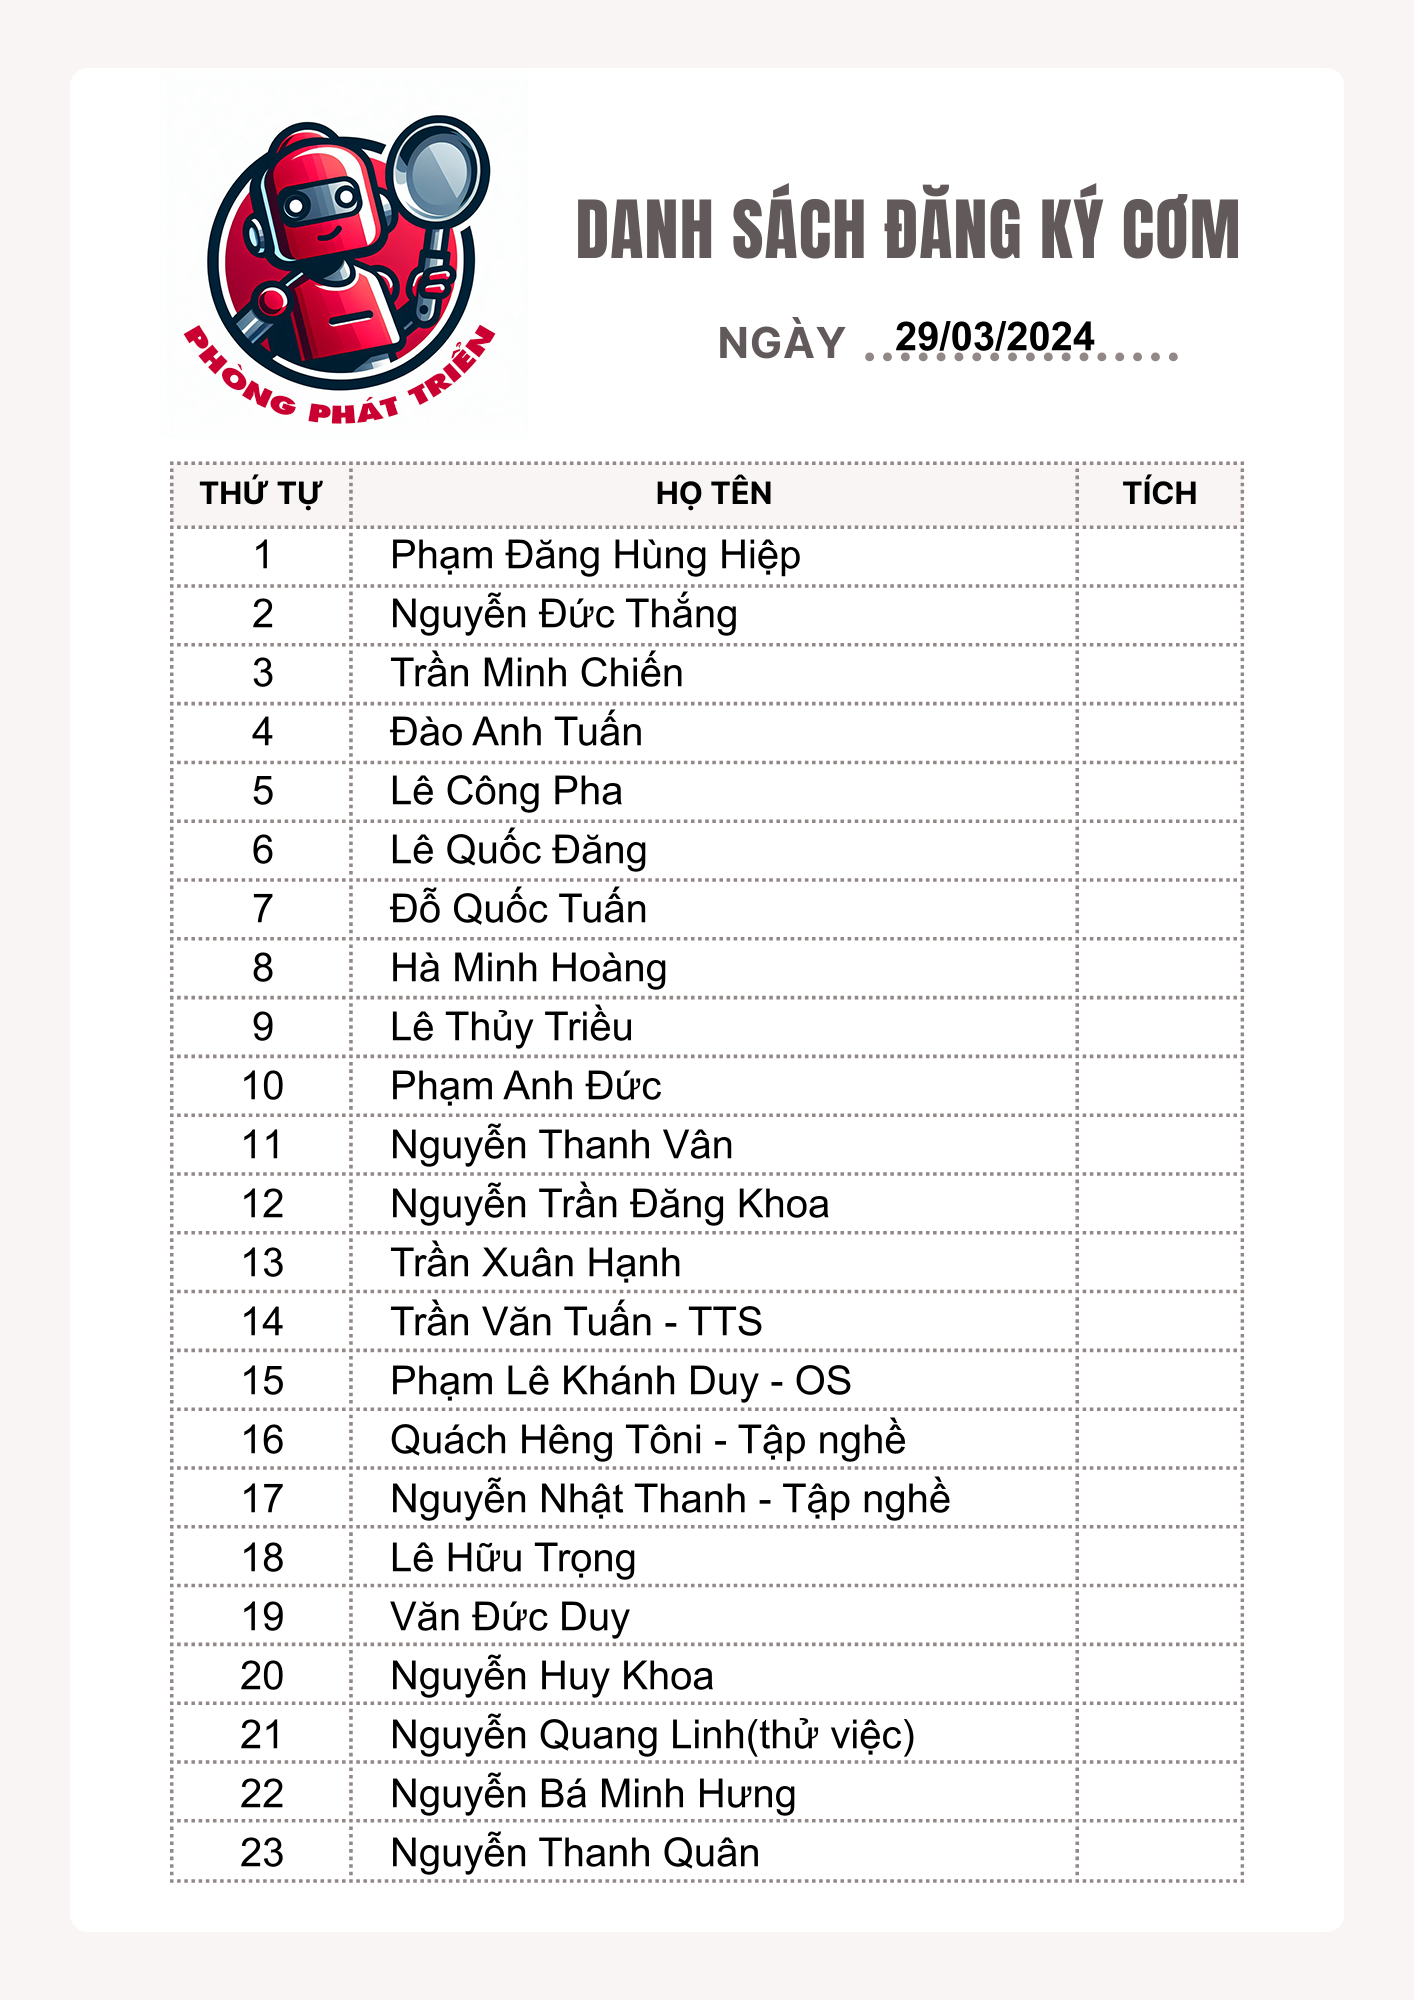 PHÒNG PHÁT TRIỂN
DANH SÁCH ĐĂNG KÝ CƠM
NGÀY 29/03/2024
THỨ TỰ HỌ TÊN TÍCH
1 Phạm Đăng Hùng Hiệp
2 Nguyễn Đức Thắng
3 Trần Minh Chiến
4 Đào Anh Tuấn
5 Lê Công Pha
6 Lê Quốc Đăng
7 Đỗ Quốc Tuấn
8 Hà Minh Hoàng
9 Lê Thủy Triều
10 Phạm Anh Đức
11 Nguyễn Thanh Vân
12 Nguyễn Trần Đăng Khoa
13 Trần Xuân Hạnh
14 Trần Văn Tuấn - TTS
15 Phạm Lê Khánh Duy - OS
16 Quách Hêng Tôni - Tập nghề
17 Nguyễn Nhật Thanh - Tập nghề
18 Lê Hữu Trọng
19 Văn Đức Duy
20 Nguyễn Huy Khoa
21 Nguyễn Quang Linh(thử việc)
22 Nguyễn Bá Minh Hưng
23 Nguyễn Thanh Quân